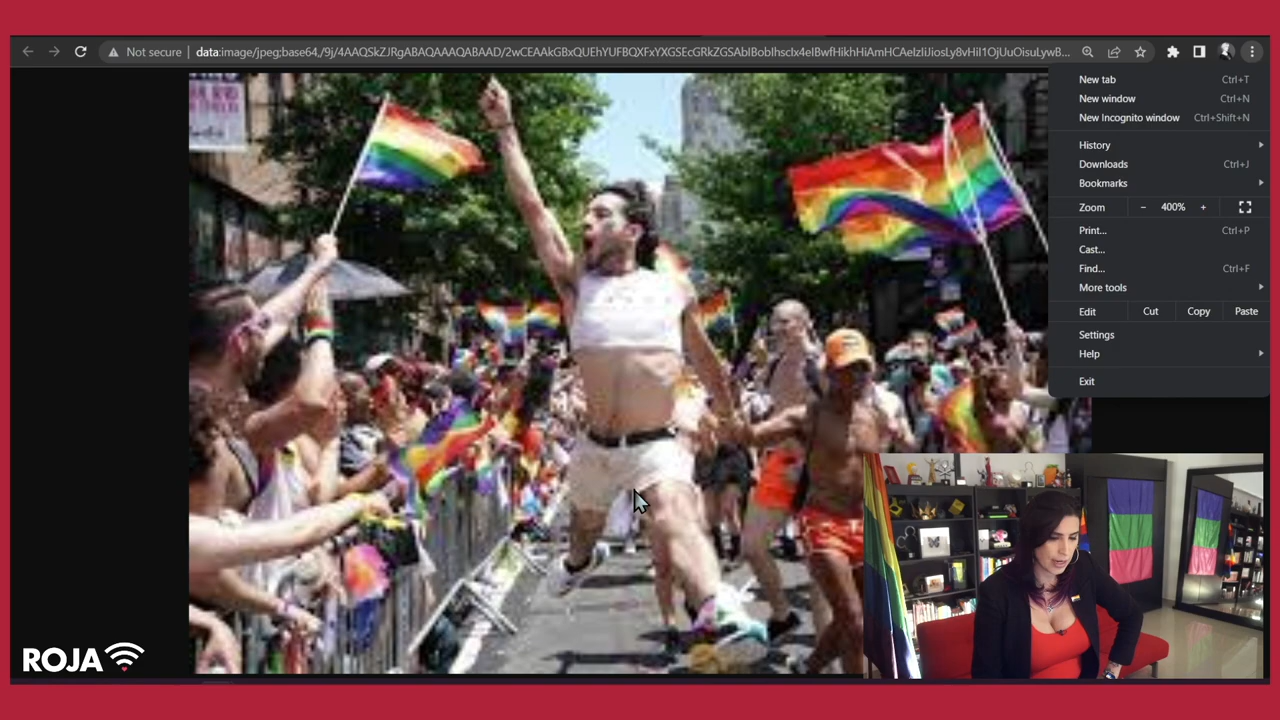 Not secure
data:image/jpeg;base64,/9j/4AAQSkZJRgABAQAAAQABAAD/2wCEAAkGBxQUEhYUFBQXFxYXGSEcGRkZGSAbIBobIhscIx4eIBwfHikhHiAmHCAeIzIiJiosLy8vHiI1OjUuOisuLywB...
New tab Ctrl+T
New window Ctrl+N
New Incognito window Ctrl+Shift+N
History
Downloads Ctrl+J
Bookmarks
Zoom − 400% +
Print... Ctrl+P
Cast...
Find... Ctrl+F
More tools
Edit Cut Copy Paste
Settings
Help
Exit
ROJA